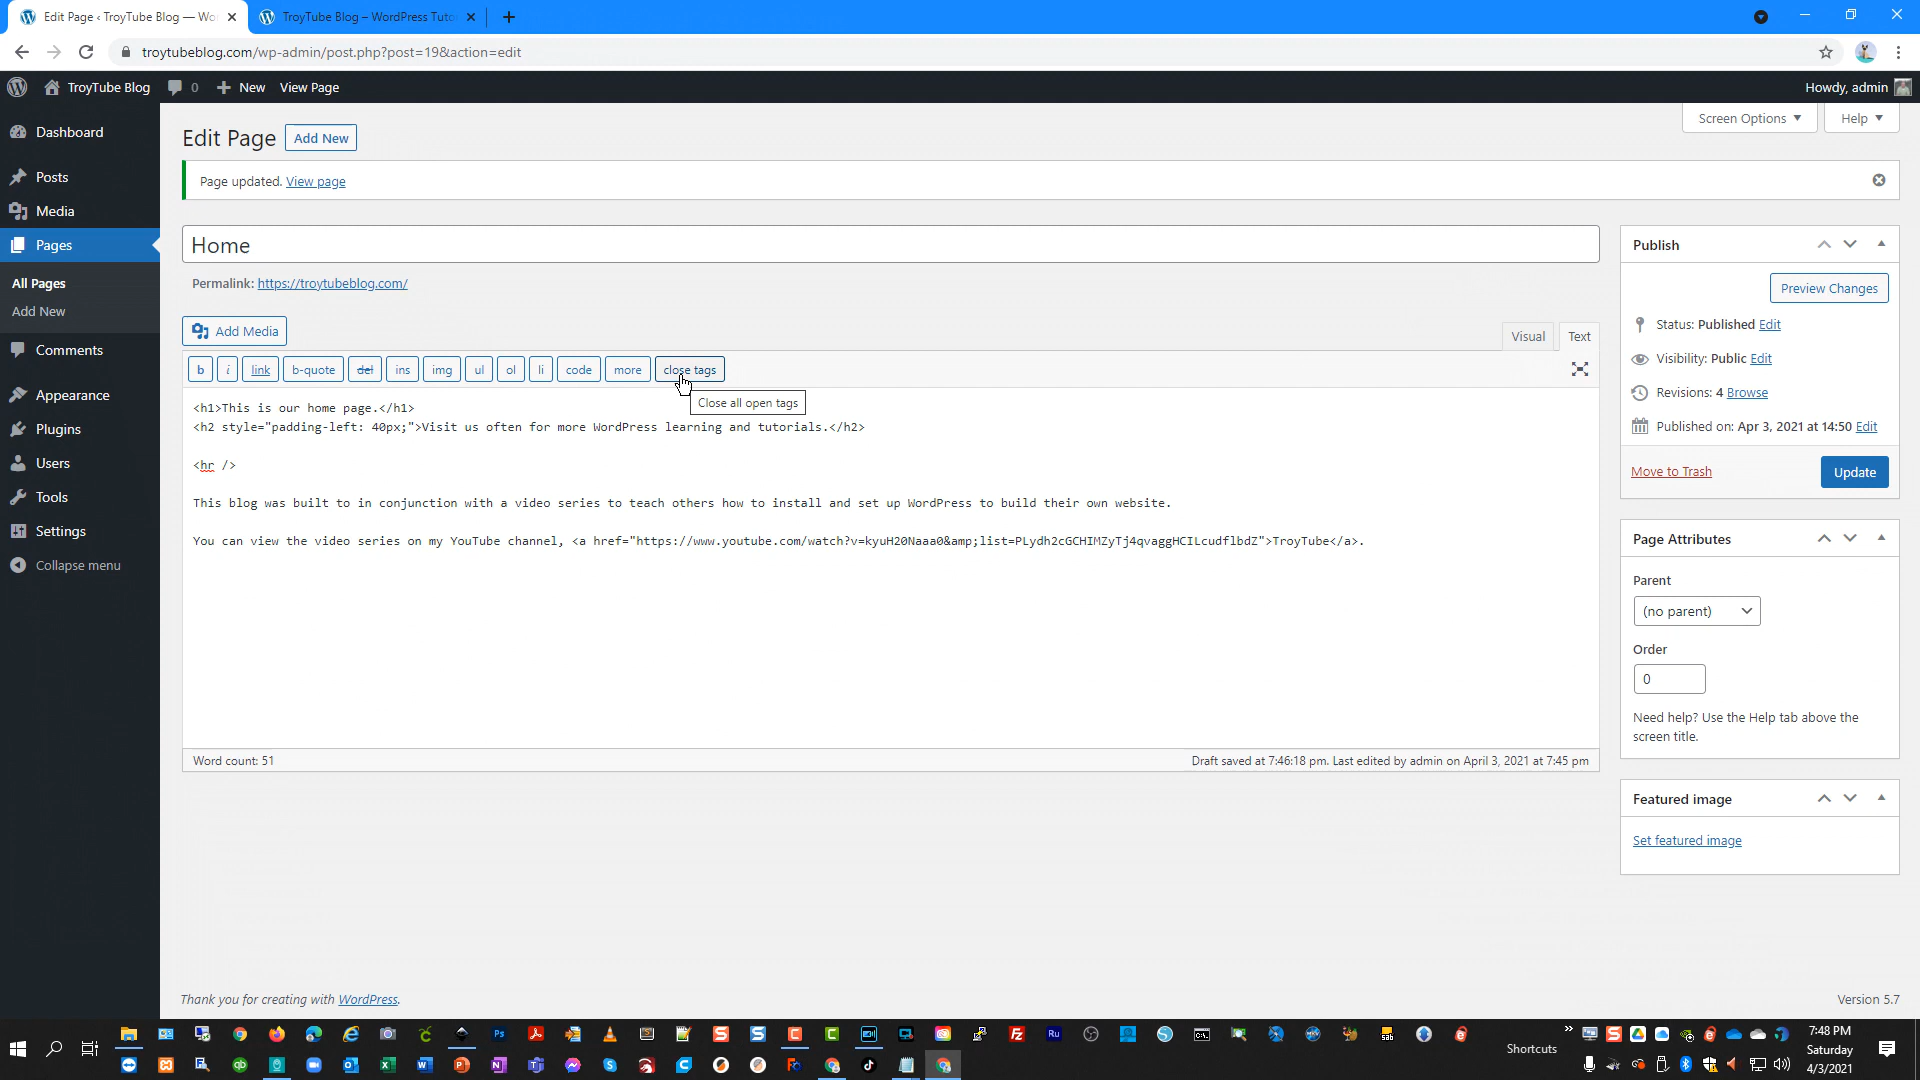 Edit Page ‹ TroyTube Blog — Wor
TroyTube Blog – WordPress Tuto
troytubeblog.com/wp-admin/post.php?post=19&action=edit
TroyTube Blog
0
New
View Page
Howdy, admin
Screen Options
Help
Dashboard
Posts
Media
Pages
All Pages
Add New
Comments
Appearance
Plugins
Users
Tools
Settings
Collapse menu
Edit Page
Add New
Page updated. View page
Home
Permalink: https://troytubeblog.com/
Add Media
Visual
Text
b
i
link
b-quote
del
ins
img
ul
ol
li
code
more
close tags
Close all open tags
<h1>This is our home page.</h1>
<h2 style="padding-left: 40px;">Visit us often for more WordPress learning and tutorials.</h2>
<hr />
This blog was built to in conjunction with a video series to teach others how to install and set up WordPress to build their own website.
You can view the video series on my YouTube channel, <a href="https://www.youtube.com/watch?v=kyuH20Naaa0&amp;list=PLydh2cGCHIMZyTj4qvaggHCILcudflbdZ">TroyTube</a>.
Word count: 51
Draft saved at 7:46:18 pm. Last edited by admin on April 3, 2021 at 7:45 pm
Publish
Preview Changes
Status: Published Edit
Visibility: Public Edit
Revisions: 4 Browse
Published on: Apr 3, 2021 at 14:50 Edit
Move to Trash
Update
Page Attributes
Parent
(no parent)
Order
0
Need help? Use the Help tab above the
screen title.
Featured image
Set featured image
Thank you for creating with WordPress.
Version 5.7
Shortcuts
7:48 PM
Saturday
4/3/2021